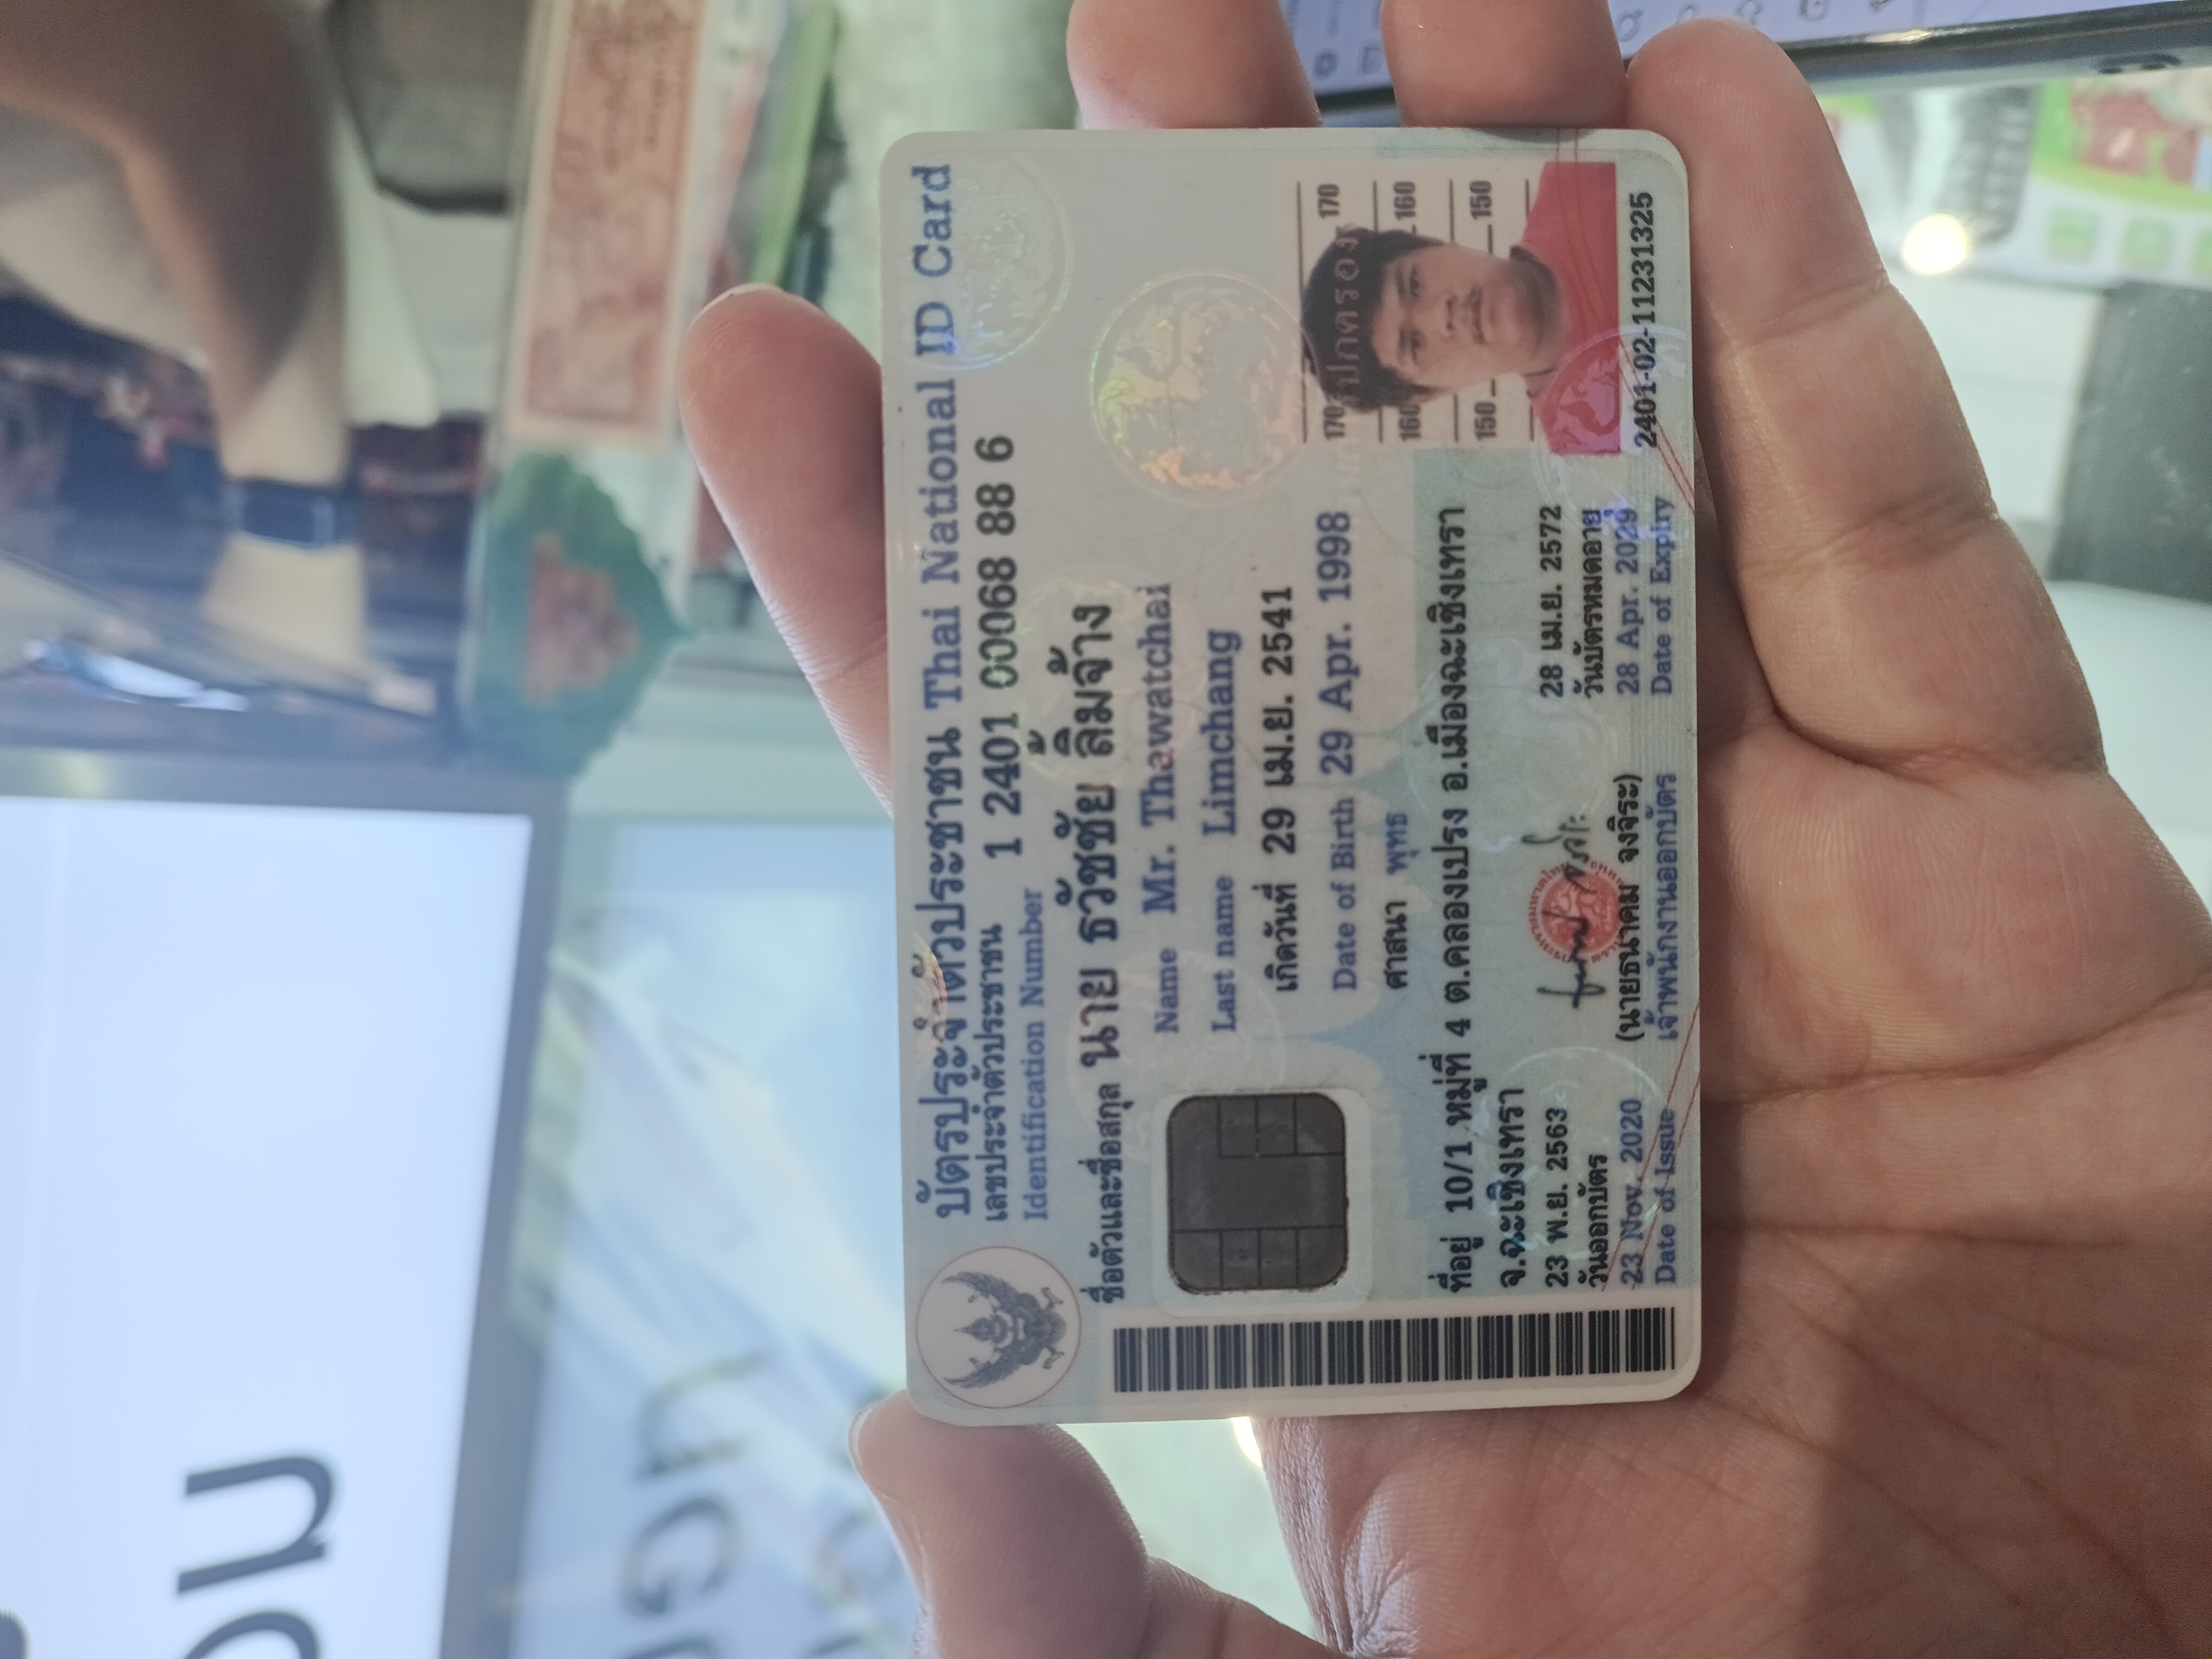 บัตรประจำตัวประชาชน Thai National ID Card
เลขประจำตัวประชาชน 1 2401 00068 88 6
Identification Number
ชื่อตัวและชื่อสกุล นาย ธวัชชัย ลิ้มจ้าง
Name Mr. Thawatchai
Last name Limchang
เกิดวันที่ 29 เม.ย. 2541
Date of Birth 29 Apr. 1998
ศาสนา พุทธ
ที่อยู่ 10/1 หมู่ที่ 4 ต.คลองเปรง อ.เมืองฉะเชิงเทรา
จ.ฉะเชิงเทรา
23 พ.ย. 2563
วันออกบัตร
23 Nov. 2020
Date of Issue
(นายธนาคม จงจิระ)
เจ้าพนักงานออกบัตร
28 เม.ย. 2572
วันบัตรหมดอายุ
28 Apr. 2029
Date of Expiry
170 170
160 160
150 150
2401-02-11231325